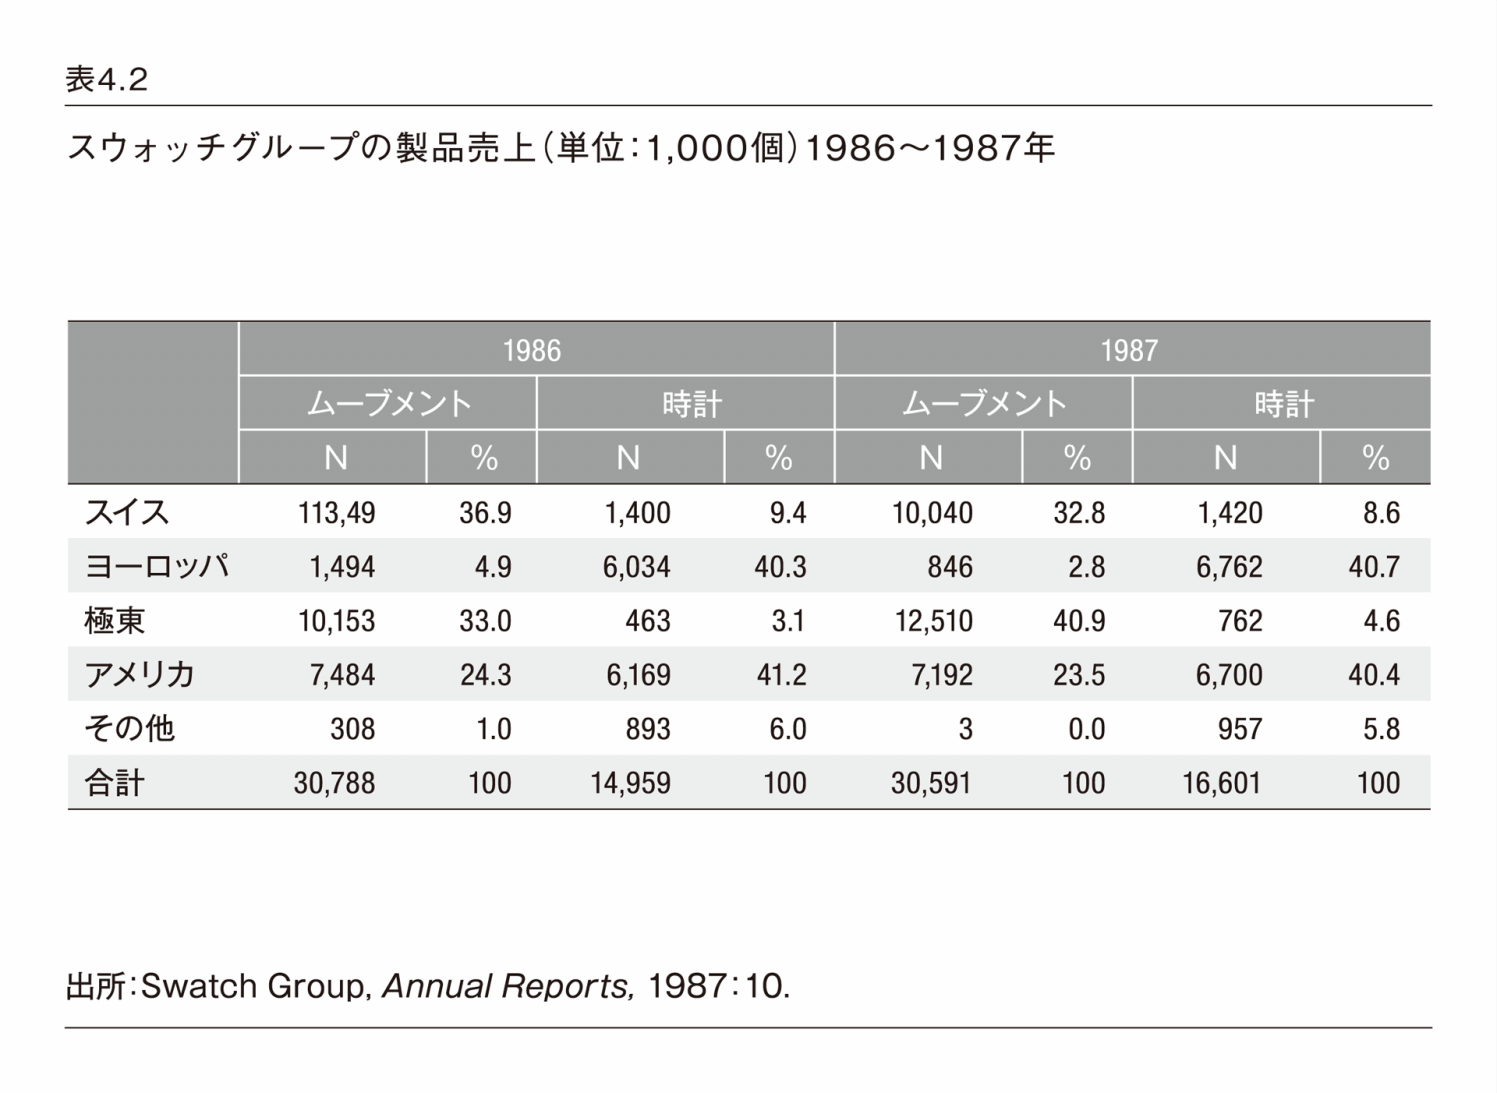 表4.2
スウォッチグループの製品売上（単位：1,000個）1986～1987年
1986 1987
ムーブメント 時計 ムーブメント 時計
N % N % N % N %
スイス 113,49 36.9 1,400 9.4 10,040 32.8 1,420 8.6
ヨーロッパ 1,494 4.9 6,034 40.3 846 2.8 6,762 40.7
極東 10,153 33.0 463 3.1 12,510 40.9 762 4.6
アメリカ 7,484 24.3 6,169 41.2 7,192 23.5 6,700 40.4
その他 308 1.0 893 6.0 3 0.0 957 5.8
合計 30,788 100 14,959 100 30,591 100 16,601 100
出所：Swatch Group, Annual Reports, 1987：10.